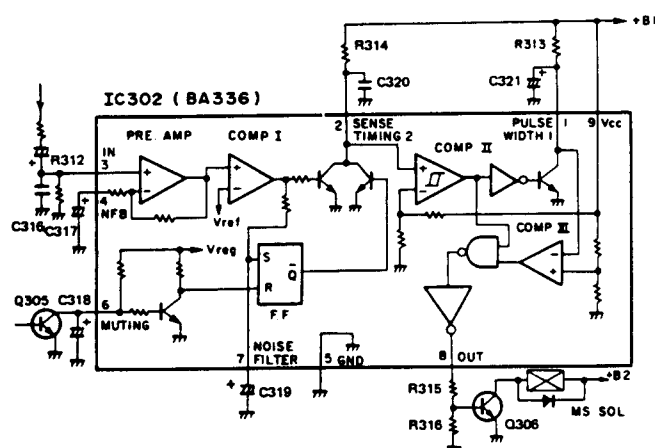 +B1
R314
R313
C320
C321
IC302 (BA336)
2 SENSE TIMING 2
PULSE WIDTH 1
1
9 Vcc
PRE. AMP
COMP I
COMP II
R312
IN
3
4
NFB
C316
C317
Vref
Vreg
COMP III
S
Q̄
R
F.F
Q305
C318
6
MUTING
7
NOISE FILTER
5 GND
8 OUT
C319
R315
R316
Q306
+B2
MS SOL